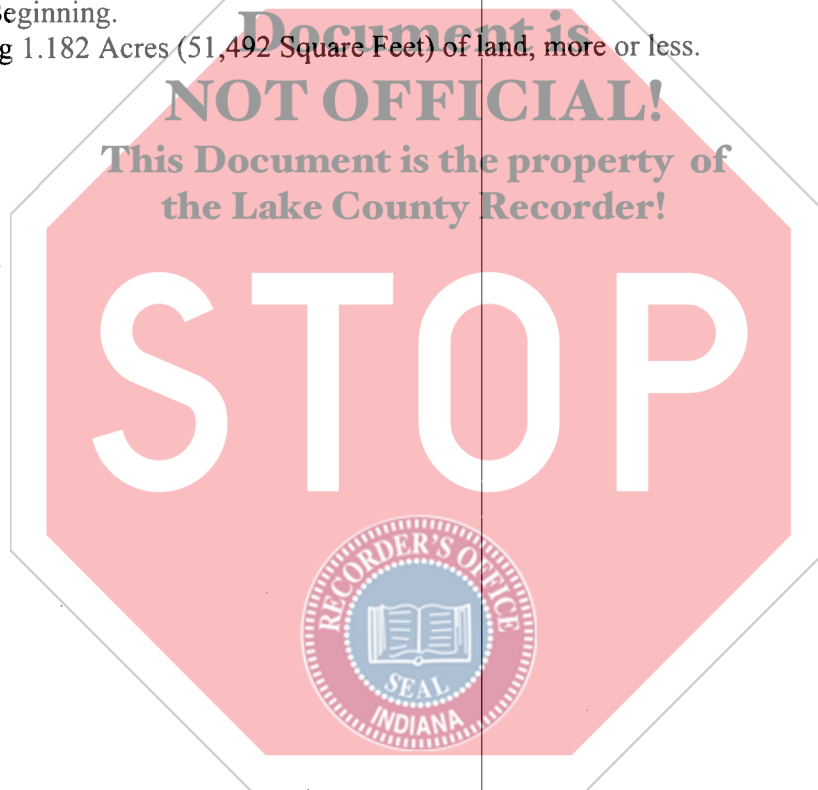 Beginning.
Document is
g 1.182 Acres (51,492 Square Feet) of land, more or less.
NOT OFFICIAL!
This Document is the property of
the Lake County Recorder!
STOP
RECORDER'S OFFICE
SEAL
INDIANA